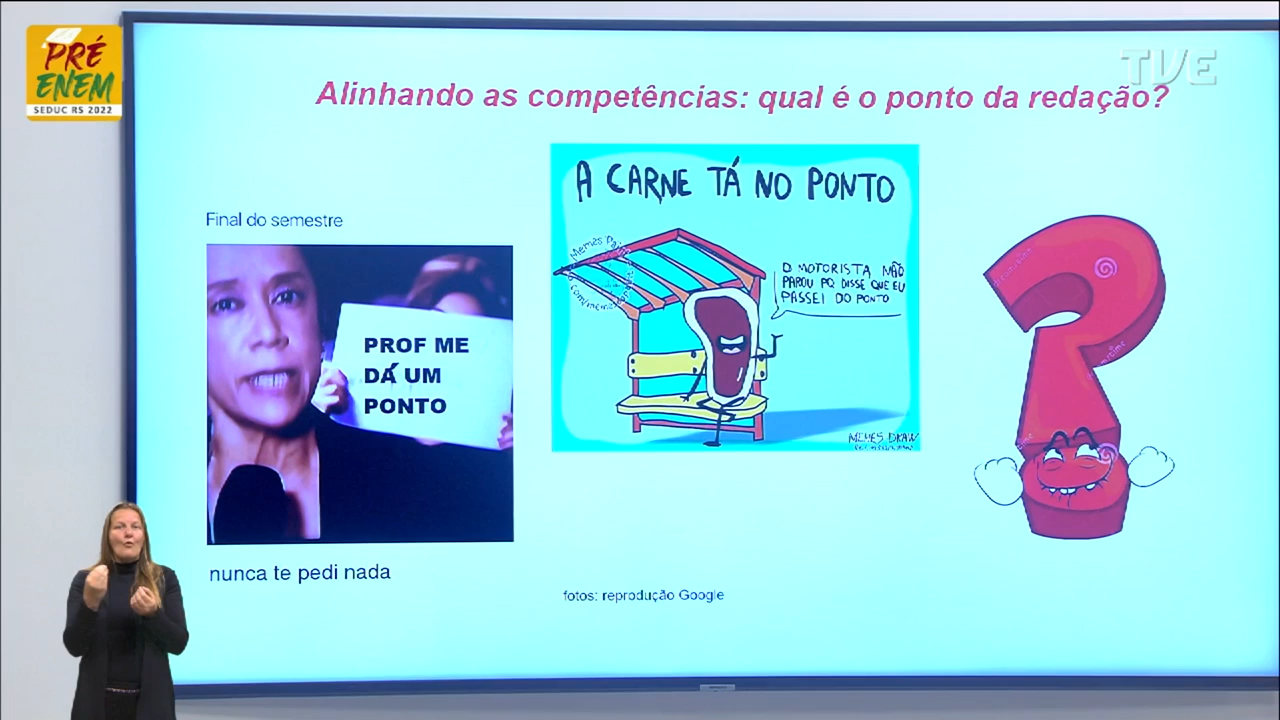 PRÉ
ENEM
SEDUC RS 2022
TVE
Alinhando as competências: qual é o ponto da redação?
Final do semestre
PROF ME
DÁ UM
PONTO
nunca te pedi nada
A CARNE TÁ NO PONTO
O MOTORISTA NÃO
PAROU PQ DISSE QUE EU
PASSEI DO PONTO
MEMES DRAW
fotos: reprodução Google